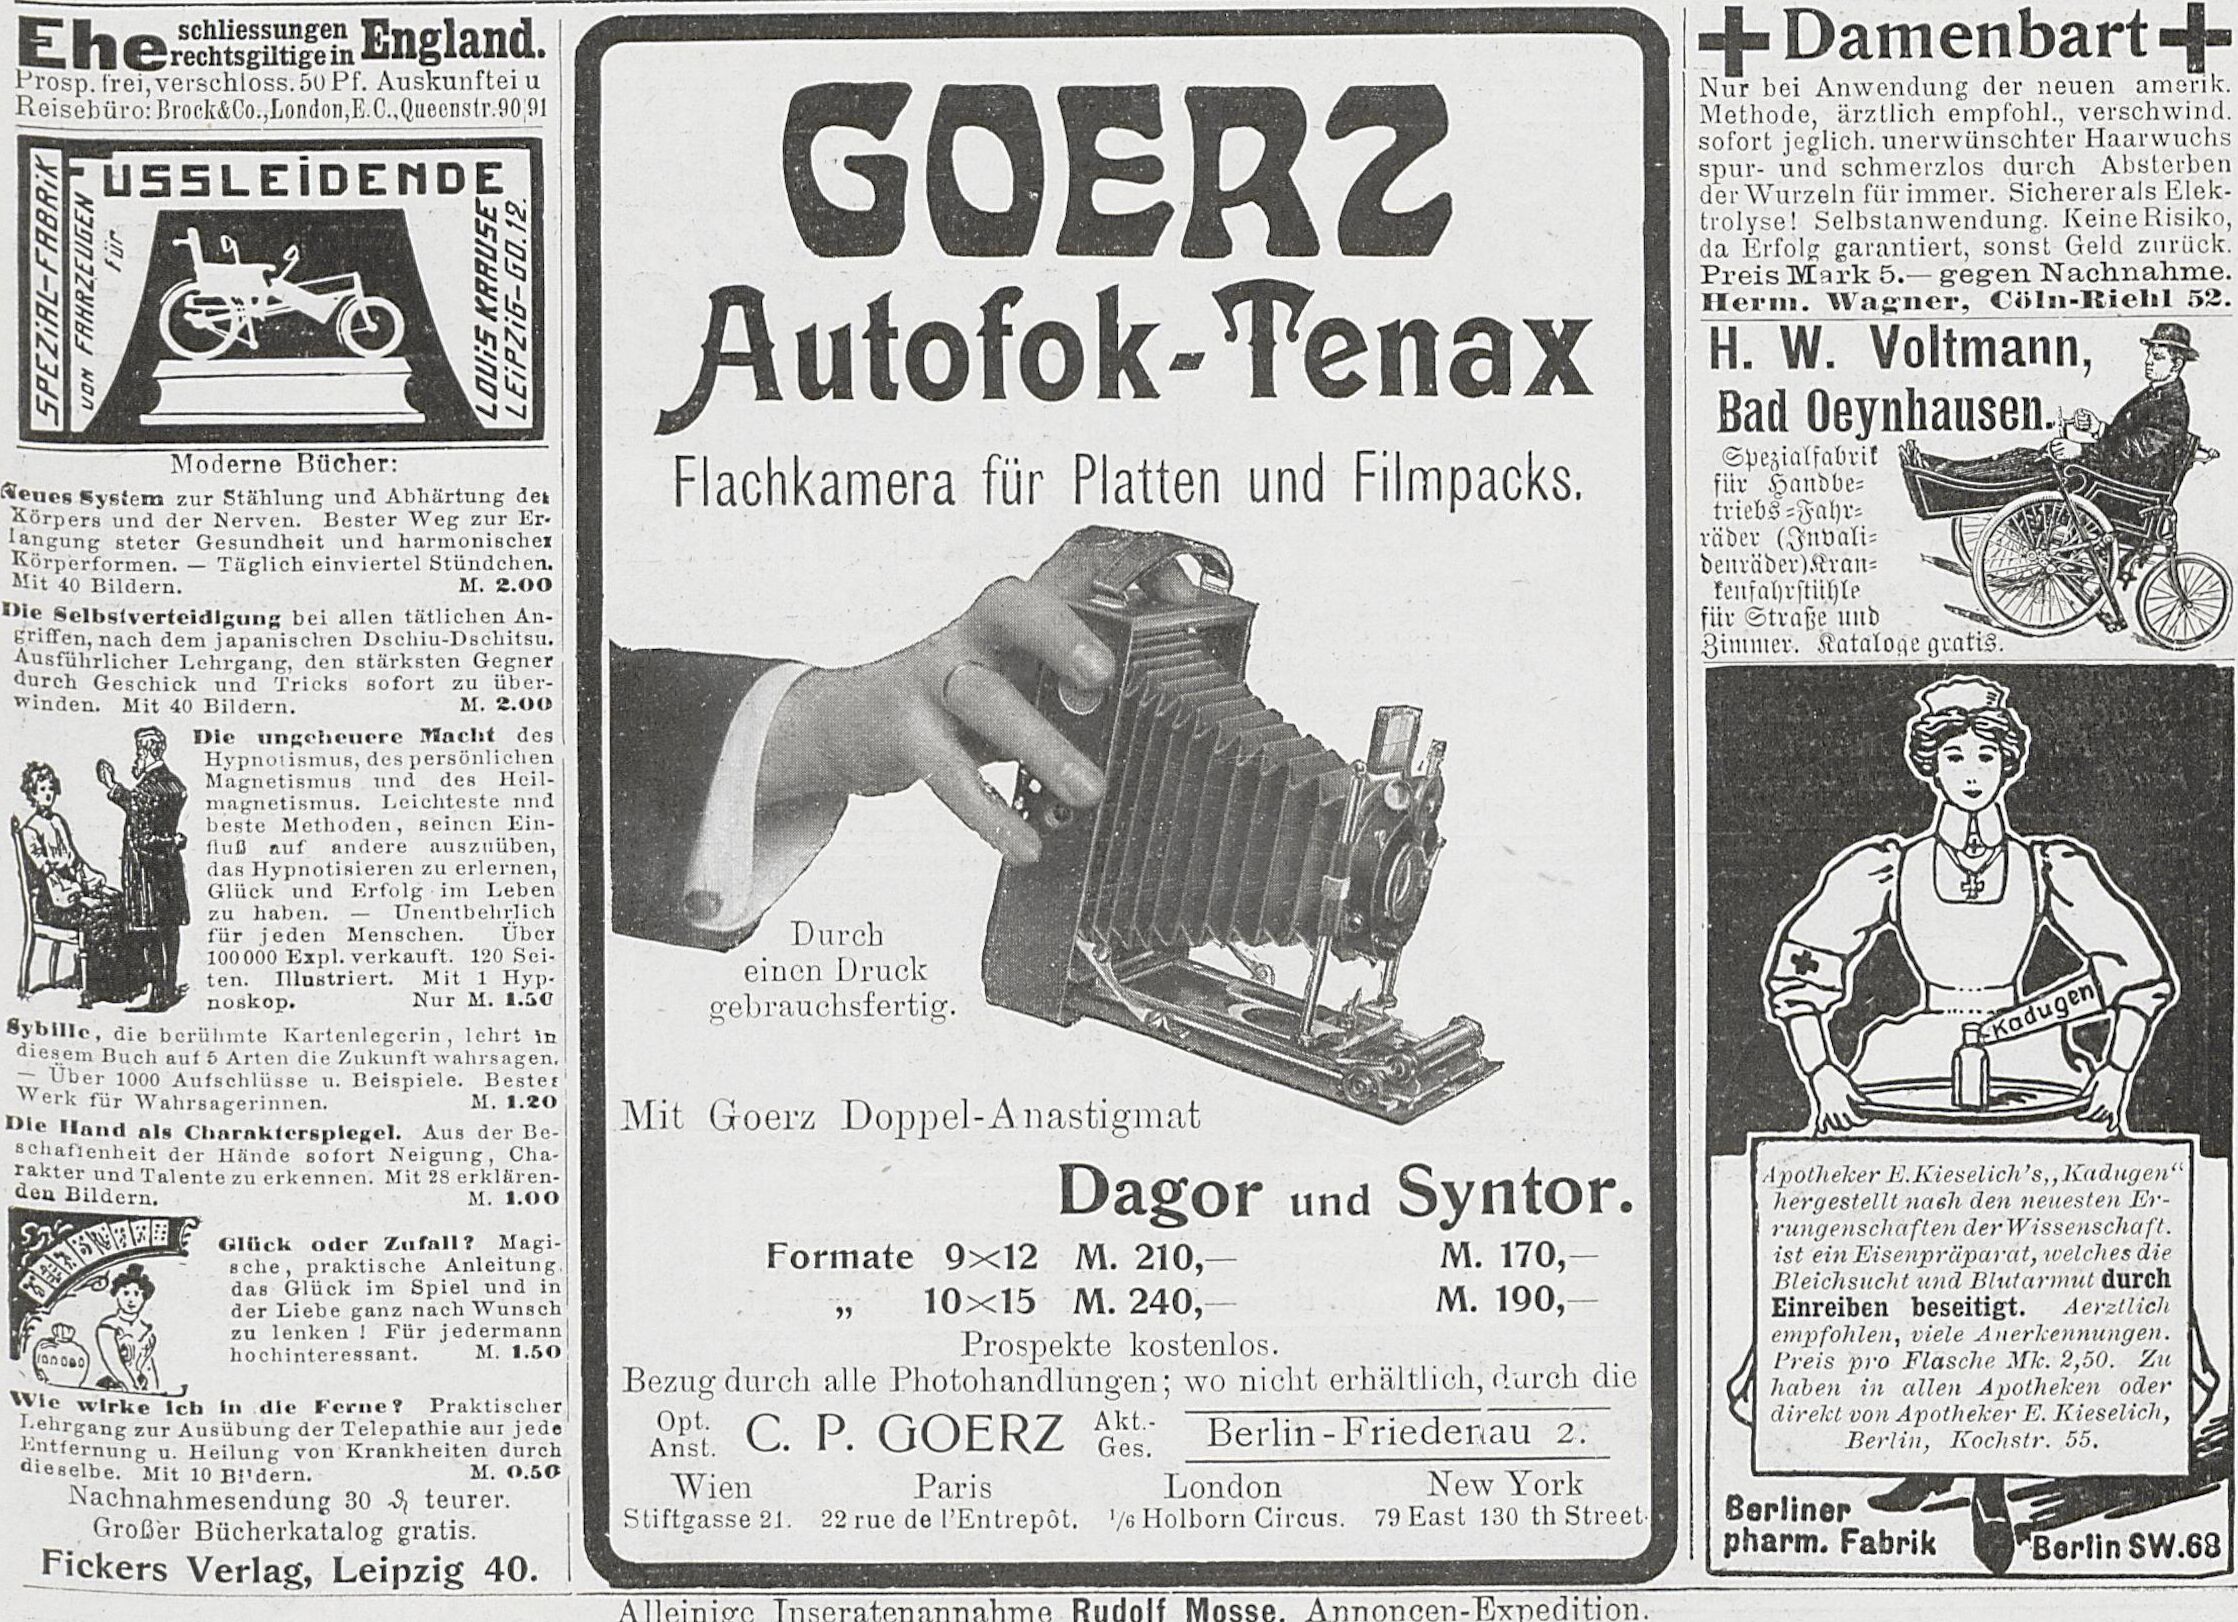 Ehe schliessungen rechtsgiltige in England.
Prosp. frei, verschloss. 50 Pf. Auskunftei u
Reisebüro: Brock & Co., London, E. C., Queenstr. 90/91
SPEZIAL-FABRIK
VON FAHRZEUGEN
für
FUSSLEIDENDE
LOUIS KRAUSE
LEIPZIG-GO. 12.
Moderne Bücher:
Neues System zur Stählung und Abhärtung des
Körpers und der Nerven. Bester Weg zur Er-
langung steter Gesundheit und harmonischer
Körperformen. — Täglich einviertel Stündchen.
Mit 40 Bildern. M. 2.00
Die Selbstverteidigung bei allen tätlichen An-
griffen, nach dem japanischen Dschiu-Dschitsu.
Ausführlicher Lehrgang, den stärksten Gegner
durch Geschick und Tricks sofort zu über-
winden. Mit 40 Bildern. M. 2.00
Die ungeheuere Macht des
Hypnotismus, des persönlichen
Magnetismus und des Heil-
magnetismus. Leichteste und
beste Methoden, seinen Ein-
fluß auf andere auszuüben,
das Hypnotisieren zu erlernen,
Glück und Erfolg im Leben
zu haben. — Unentbehrlich
für jeden Menschen. Über
100 000 Expl. verkauft. 120 Sei-
ten. Illustriert. Mit 1 Hyp-
noskop. Nur M. 1.50
Sybille, die berühmte Kartenlegerin, lehrt in
diesem Buch auf 5 Arten die Zukunft wahrsagen.
— Über 1000 Aufschlüsse u. Beispiele. Bestes
Werk für Wahrsagerinnen. M. 1.20
Die Hand als Charakterspiegel. Aus der Be-
schaffenheit der Hände sofort Neigung, Cha-
rakter und Talente zu erkennen. Mit 28 erklären-
den Bildern. M. 1.00
100000
Glück oder Zufall? Magi-
sche, praktische Anleitung,
das Glück im Spiel und in
der Liebe ganz nach Wunsch
zu lenken! Für jedermann
hochinteressant. M. 1.50
Wie wirke ich in die Ferne? Praktischer
Lehrgang zur Ausübung der Telepathie auf jede
Entfernung u. Heilung von Krankheiten durch
dieselbe. Mit 10 Bildern. M. 0.50
Nachnahmesendung 30 ₰ teurer.
Großer Bücherkatalog gratis.
Fickers Verlag, Leipzig 40.
GOERZ
Autofok-Tenax
Flachkamera für Platten und Filmpacks.
Durch
einen Druck
gebrauchsfertig.
Mit Goerz Doppel-Anastigmat
Dagor und Syntor.
Formate 9×12 M. 210,— M. 170,—
„ 10×15 M. 240,— M. 190,—
Prospekte kostenlos.
Bezug durch alle Photohandlungen; wo nicht erhältlich, durch die
Opt. Anst. C. P. GOERZ Akt.-Ges. Berlin-Friedenau 2.
Wien Paris London New York
Stiftgasse 21. 22 rue de l'Entrepôt. 1/6 Holborn Circus. 79 East 130 th Street
Alleinige Inseratenannahme Rudolf Mosse, Annoncen-Expedition.
Damenbart
Nur bei Anwendung der neuen amerik.
Methode, ärztlich empfohl., verschwind.
sofort jeglich. unerwünschter Haarwuchs
spur- und schmerzlos durch Absterben
der Wurzeln für immer. Sicherer als Elek-
trolyse! Selbstanwendung. Keine Risiko,
da Erfolg garantiert, sonst Geld zurück.
Preis Mark 5.— gegen Nachnahme.
Herm. Wagner, Cöln-Riehl 52.
H. W. Voltmann,
Bad Oeynhausen.
Spezialfabrik
für Handbe-
triebs-Fahr-
räder (Invali-
denräder) Kran-
kenfahrstühle
für Straße und
Zimmer. Kataloge gratis.
Kadugen
Apotheker E. Kieselich's „Kadugen“
hergestellt nach den neuesten Er-
rungenschaften der Wissenschaft.
ist ein Eisenpräparat, welches die
Bleichsucht und Blutarmut durch
Einreiben beseitigt. Aerztlich
empfohlen, viele Anerkennungen.
Preis pro Flasche Mk. 2,50. Zu
haben in allen Apotheken oder
direkt von Apotheker E. Kieselich,
Berlin, Kochstr. 55.
Berliner
pharm. Fabrik Berlin SW. 68